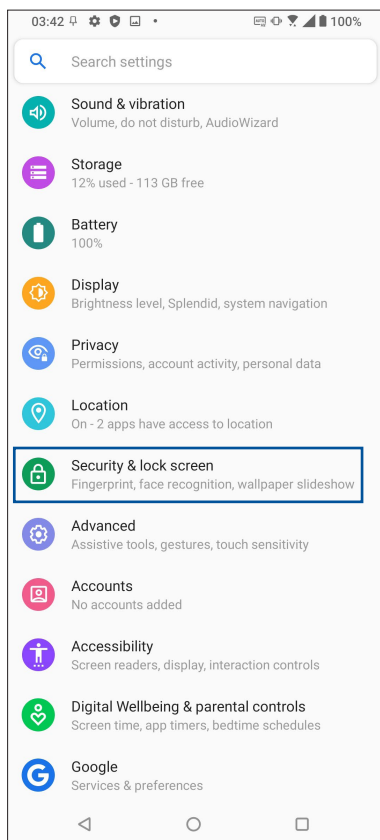 03:42 100%
Search settings
Sound & vibration
Volume, do not disturb, AudioWizard
Storage
12% used - 113 GB free
Battery
100%
Display
Brightness level, Splendid, system navigation
Privacy
Permissions, account activity, personal data
Location
On - 2 apps have access to location
Security & lock screen
Fingerprint, face recognition, wallpaper slideshow
Advanced
Assistive tools, gestures, touch sensitivity
Accounts
No accounts added
Accessibility
Screen readers, display, interaction controls
Digital Wellbeing & parental controls
Screen time, app timers, bedtime schedules
Google
Services & preferences